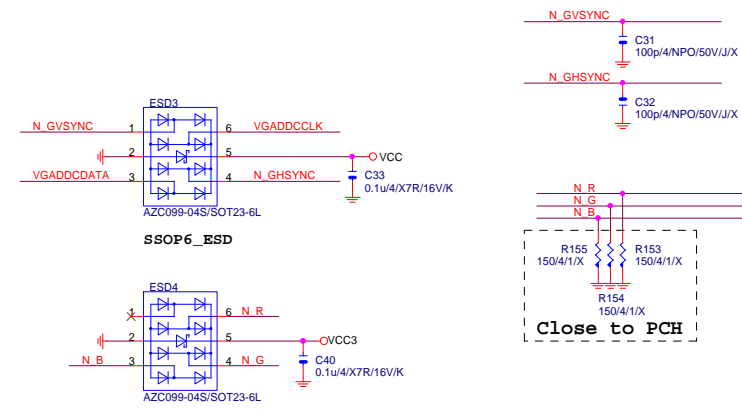 N_GVSYNC
C31
100p/4/NPO/50V/J/X
N_GHSYNC
C32
100p/4/NPO/50V/J/X
ESD3
N_GVSYNC 1 6 VGADDCCLK
2 5 VCC
VGADDCDATA 3 4 N_GHSYNC
C33
0.1u/4/X7R/16V/K
AZC099-04S/SOT23-6L
SSOP6_ESD
N_R
N_G
N_B
R155
150/4/1/X
R153
150/4/1/X
R154
150/4/1/X
Close to PCH
ESD4
1 6 N_R
2 5 VCC3
N_B 3 4 N_G
C40
0.1u/4/X7R/16V/K
AZC099-04S/SOT23-6L